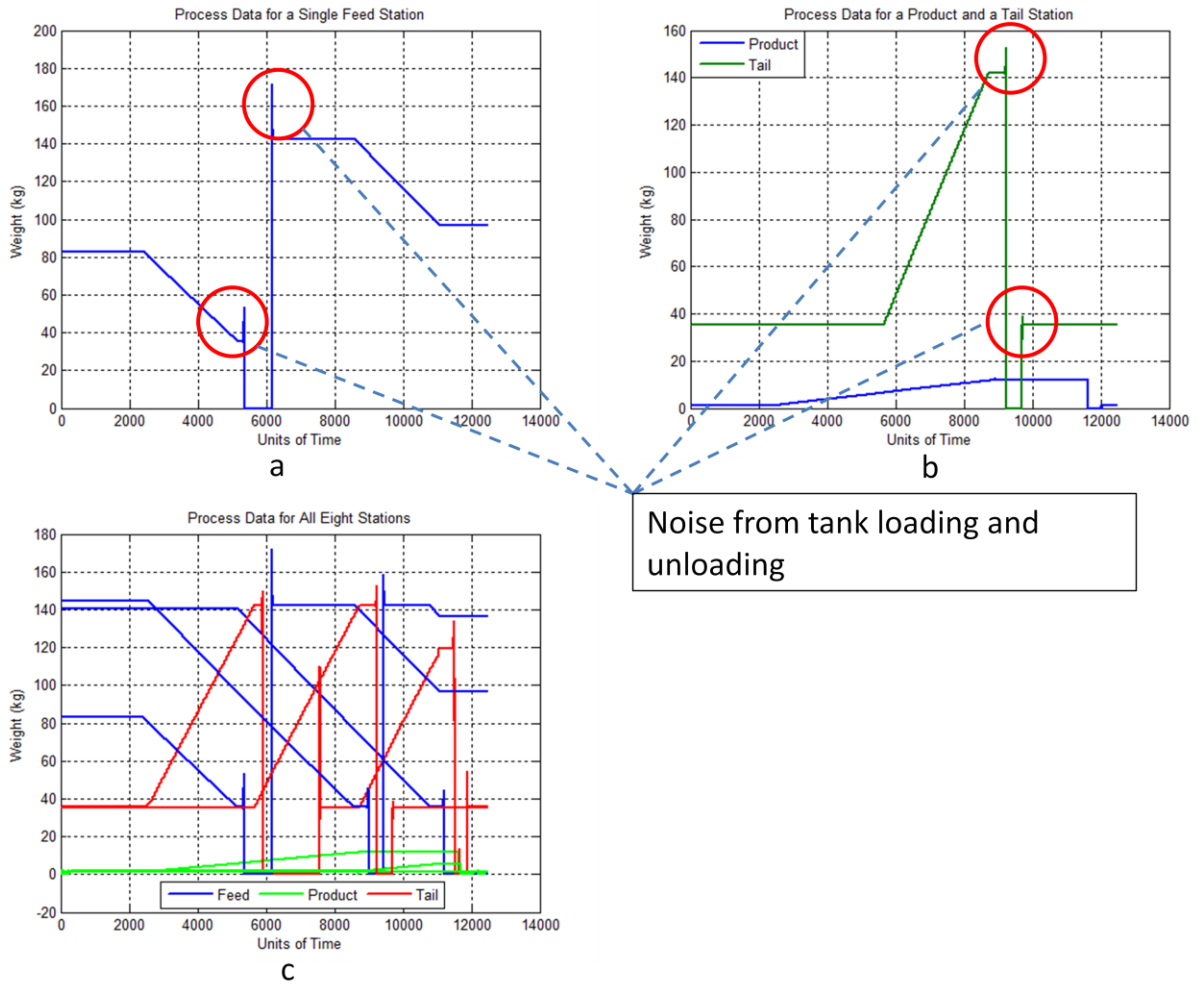 Process Data for a Single Feed Station
200
180
160
140
120
100
80
60
40
20
0
Weight (kg)
0 2000 4000 6000 8000 10000 12000 14000
Units of Time
a
Process Data for a Product and a Tail Station
160
140
120
100
80
60
40
20
0
Weight (kg)
Product
Tail
0 2000 4000 6000 8000 10000 12000 14000
Units of Time
b
Noise from tank loading and
unloading
Process Data for All Eight Stations
180
160
140
120
100
80
60
40
20
0
-20
Weight (kg)
Feed Product Tail
0 2000 4000 6000 8000 10000 12000 14000
Units of Time
c